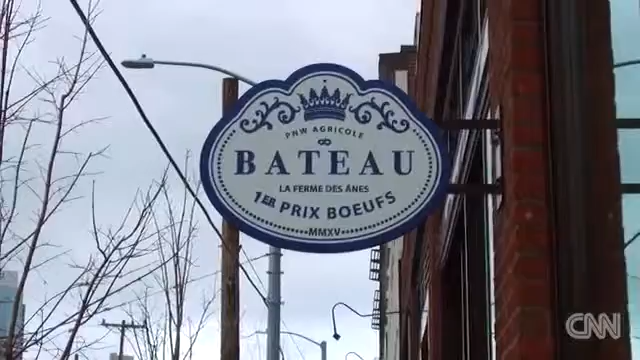 PNW AGRICOLE
BATEAU
LA FERME DES ÂNES
1ER PRIX BOEUFS
MMXV
CNN